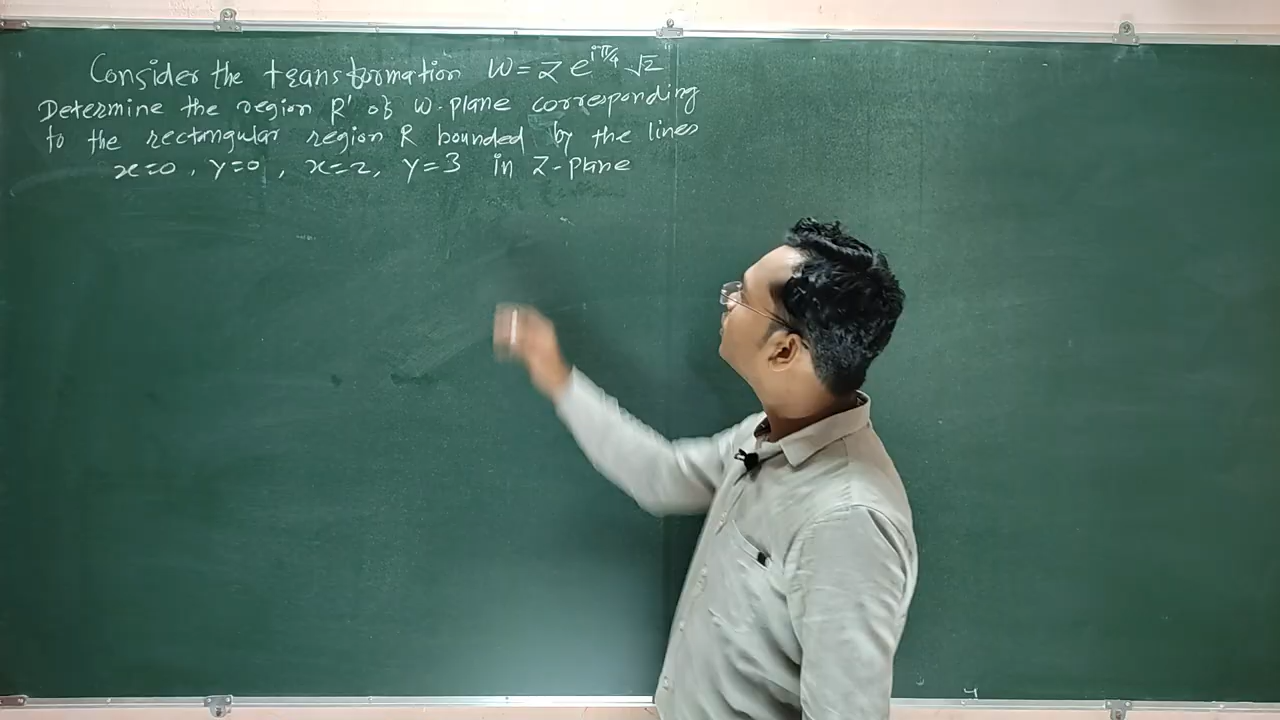 Consider the transformation W = Z e^{iπ/4} √2
Determine the region R' of W-plane corresponding
to the rectangular region R bounded by the lines
x=0, y=0, x=2, y=3 in Z-plane